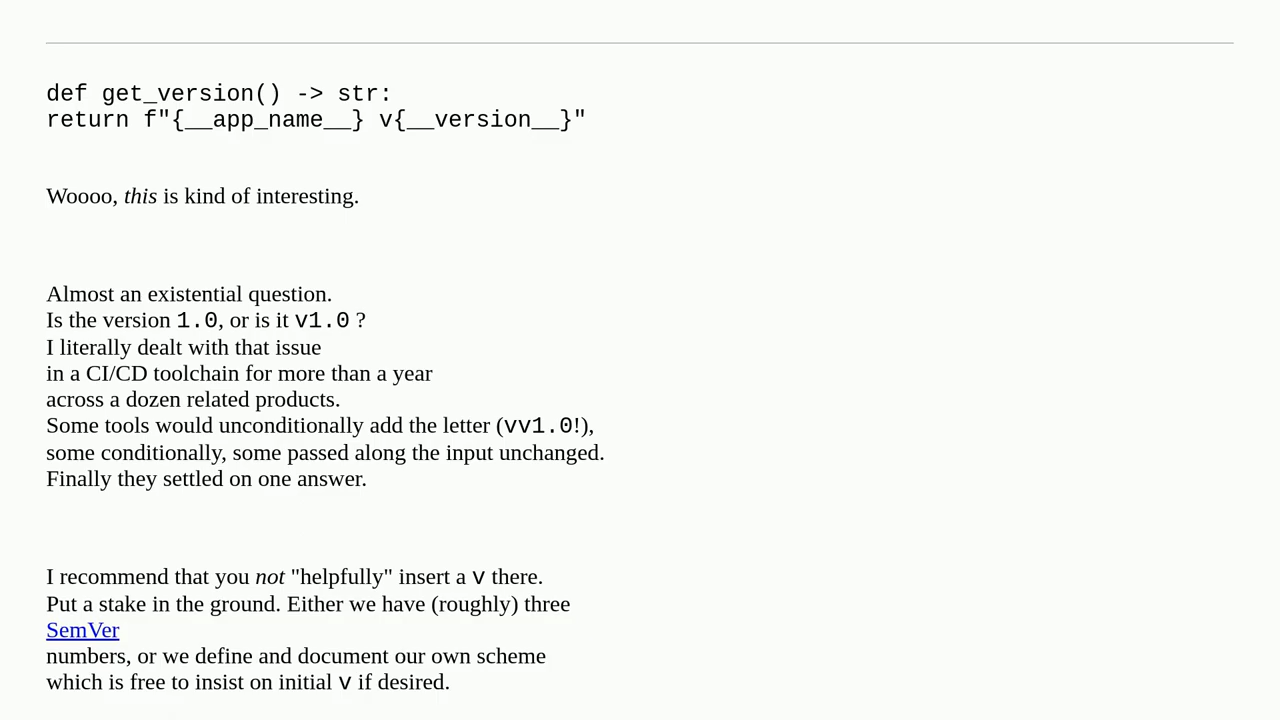 def get_version() -> str:
return f"{__app_name__} v{__version__}"
Woooo, this is kind of interesting.
Almost an existential question.
Is the version 1.0, or is it v1.0 ?
I literally dealt with that issue
in a CI/CD toolchain for more than a year
across a dozen related products.
Some tools would unconditionally add the letter (vv1.0!),
some conditionally, some passed along the input unchanged.
Finally they settled on one answer.
I recommend that you not "helpfully" insert a v there.
Put a stake in the ground. Either we have (roughly) three
SemVer
numbers, or we define and document our own scheme
which is free to insist on initial v if desired.